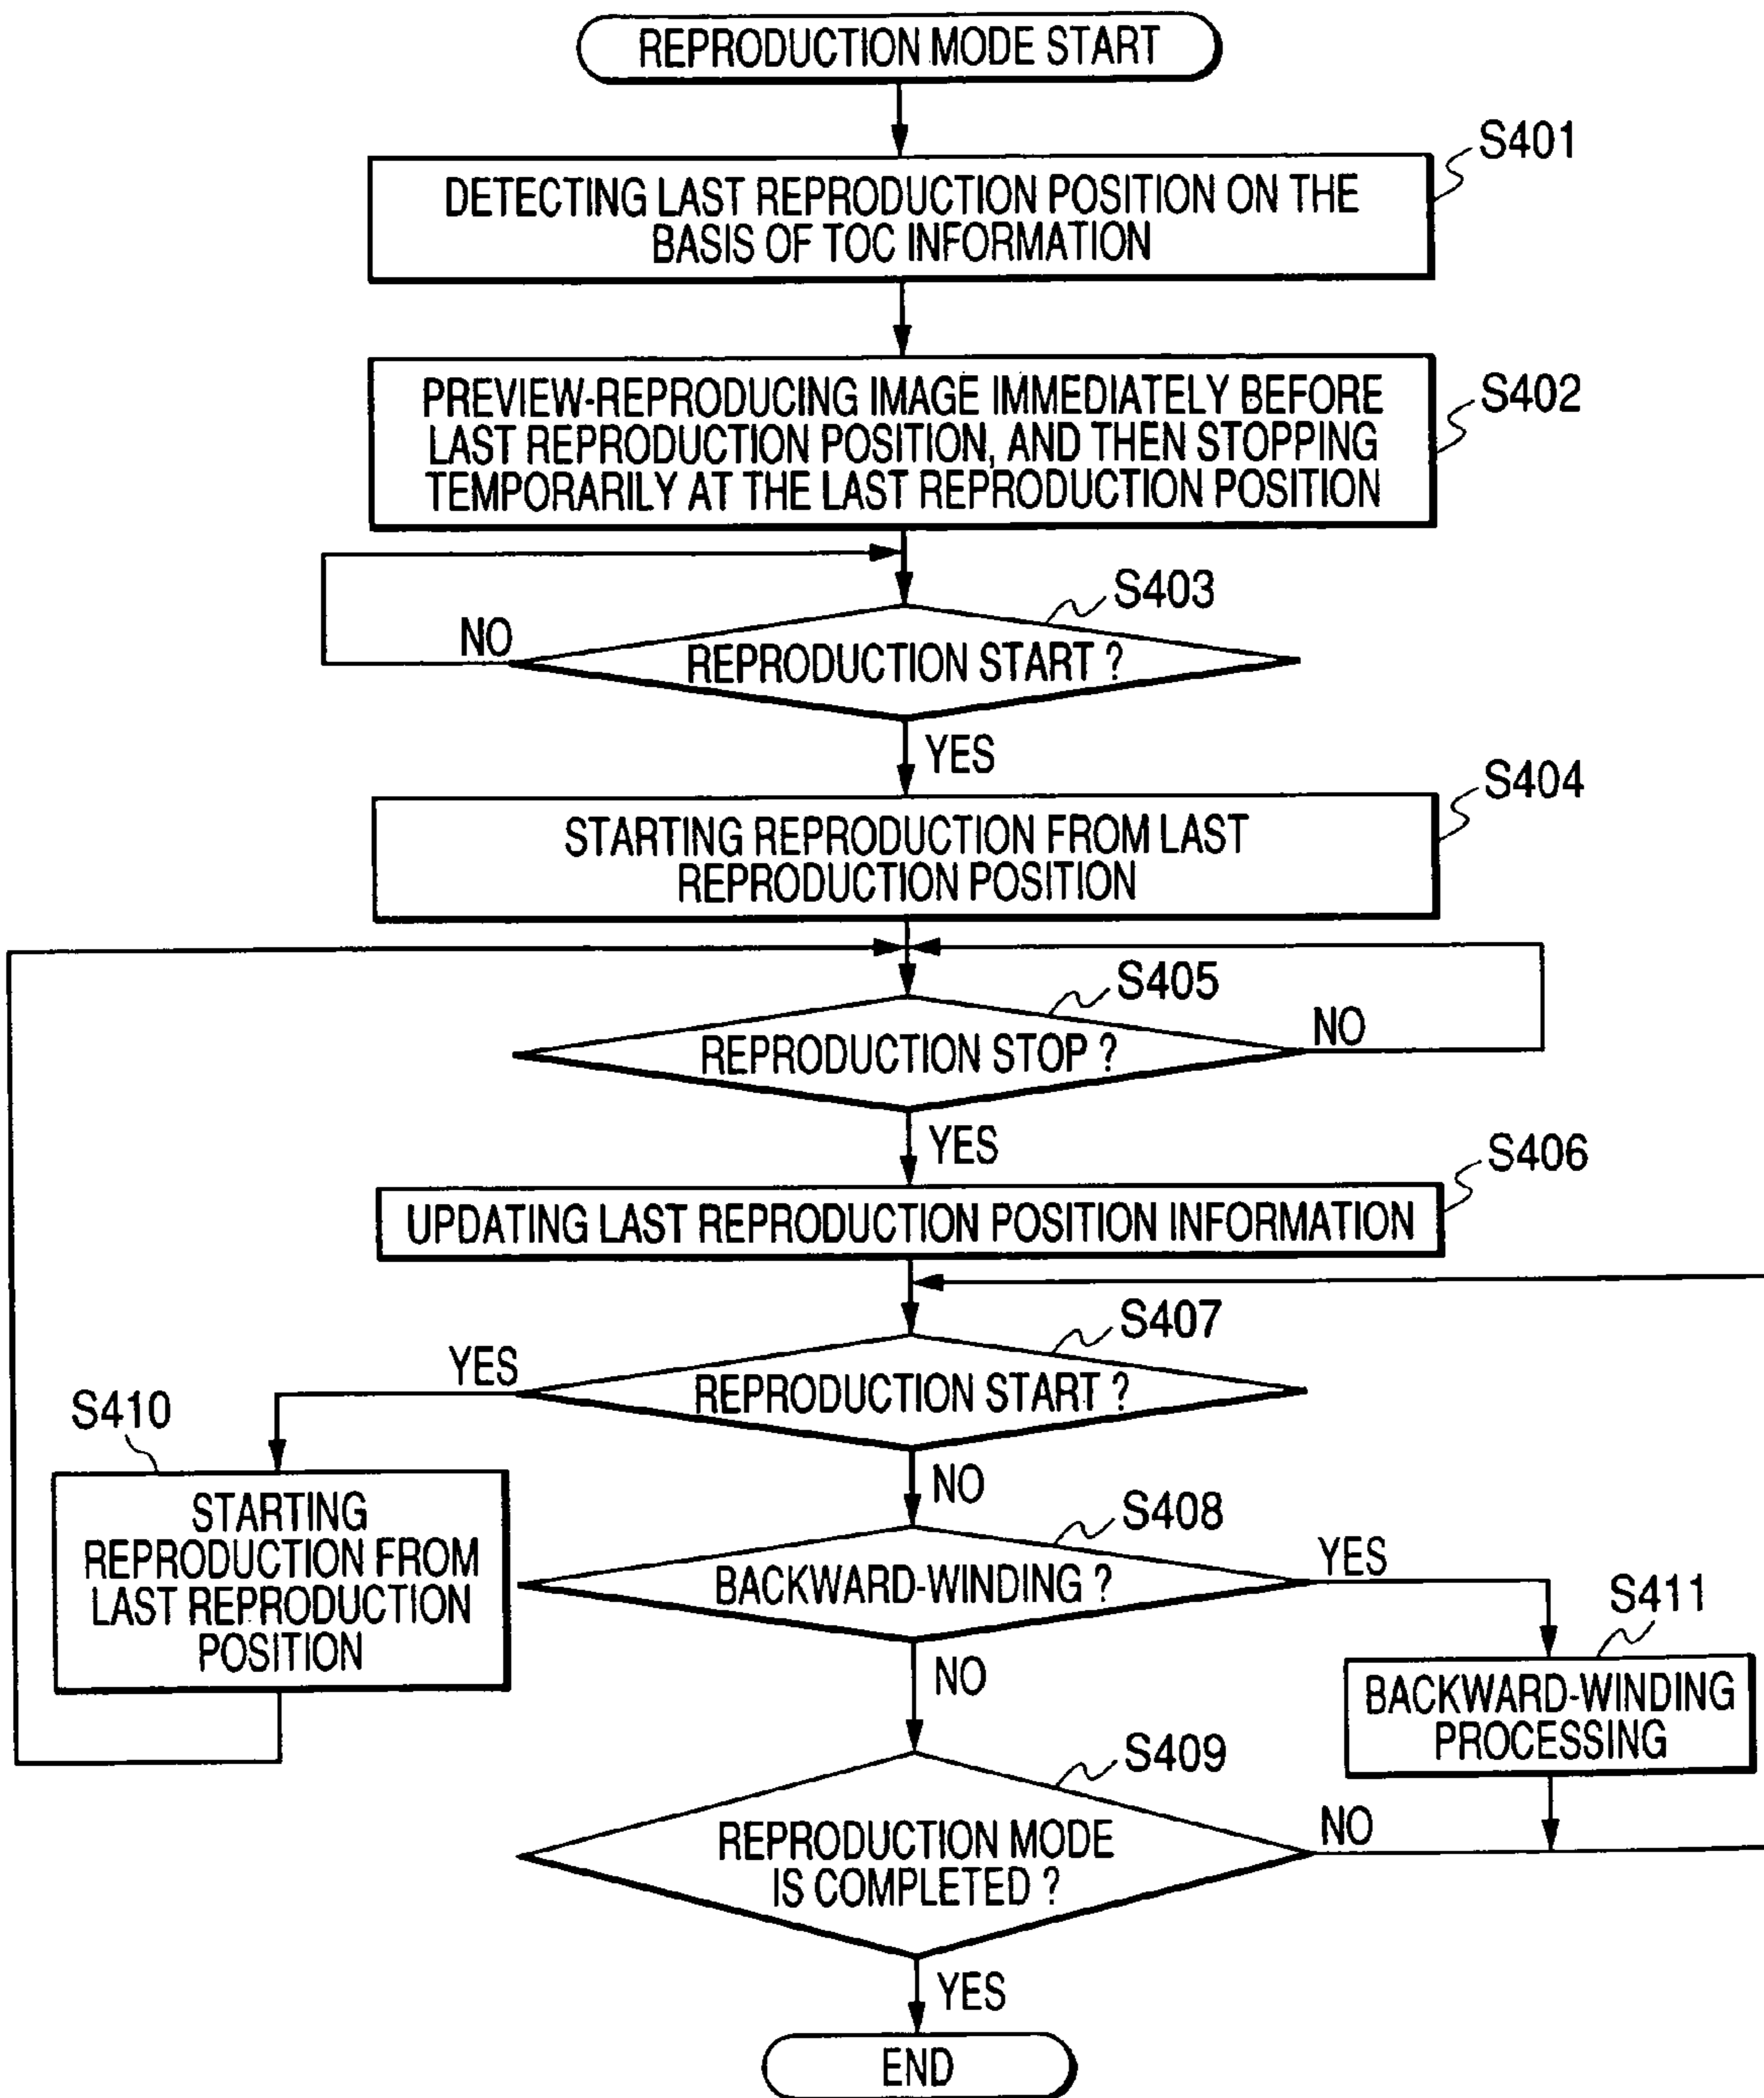 REPRODUCTION MODE START
S401
DETECTING LAST REPRODUCTION POSITION ON THE
BASIS OF TOC INFORMATION
S402
PREVIEW-REPRODUCING IMAGE IMMEDIATELY BEFORE
LAST REPRODUCTION POSITION, AND THEN STOPPING
TEMPORARILY AT THE LAST REPRODUCTION POSITION
S403
NO
REPRODUCTION START ?
YES
S404
STARTING REPRODUCTION FROM LAST
REPRODUCTION POSITION
S405
NO
REPRODUCTION STOP ?
YES
S406
UPDATING LAST REPRODUCTION POSITION INFORMATION
S407
YES
REPRODUCTION START ?
S410
NO
STARTING
REPRODUCTION FROM
LAST REPRODUCTION
POSITION
S408
YES
BACKWARD-WINDING ?
S411
NO
BACKWARD-WINDING
PROCESSING
S409
NO
REPRODUCTION MODE
IS COMPLETED ?
YES
END